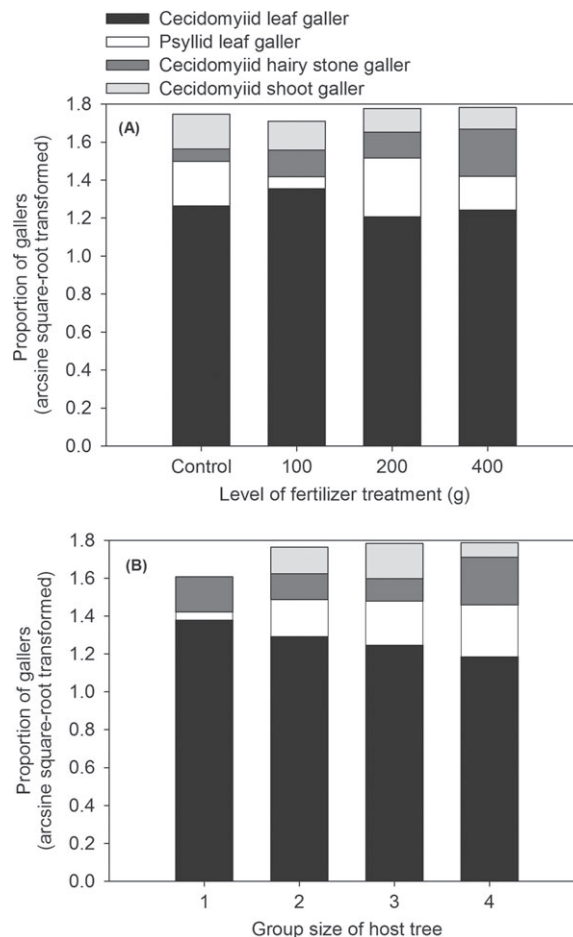 Cecidomyiid leaf galler
Psyllid leaf galler
Cecidomyiid hairy stone galler
Cecidomyiid shoot galler
(A)
Proportion of gallers
(arcsine square-root transformed)
1.8
1.6
1.4
1.2
1.0
0.8
0.6
0.4
0.2
0.0
Control 100 200 400
Level of fertilizer treatment (g)
(B)
Proportion of gallers
(arcsine square-root transformed)
1.8
1.6
1.4
1.2
1.0
0.8
0.6
0.4
0.2
0.0
1 2 3 4
Group size of host tree